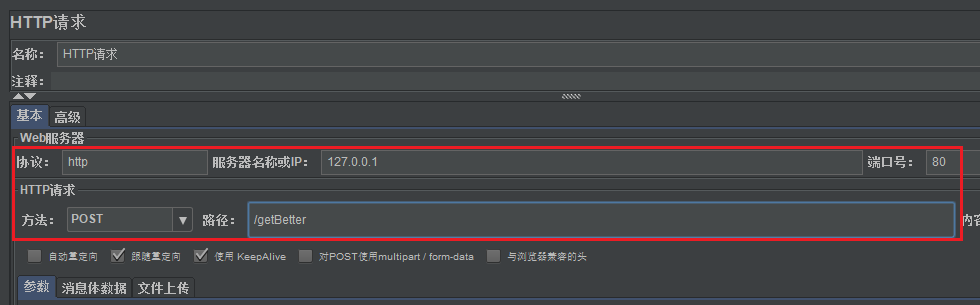 HTTP请求
名称： HTTP请求
注释：
基本 高级
Web服务器
协议： http 服务器名称或IP： 127.0.0.1 端口号： 80
HTTP请求
方法： POST 路径： /getBetter 内容
自动重定向 跟随重定向 使用 KeepAlive 对POST使用multipart / form-data 与浏览器兼容的头
参数 消息体数据 文件上传